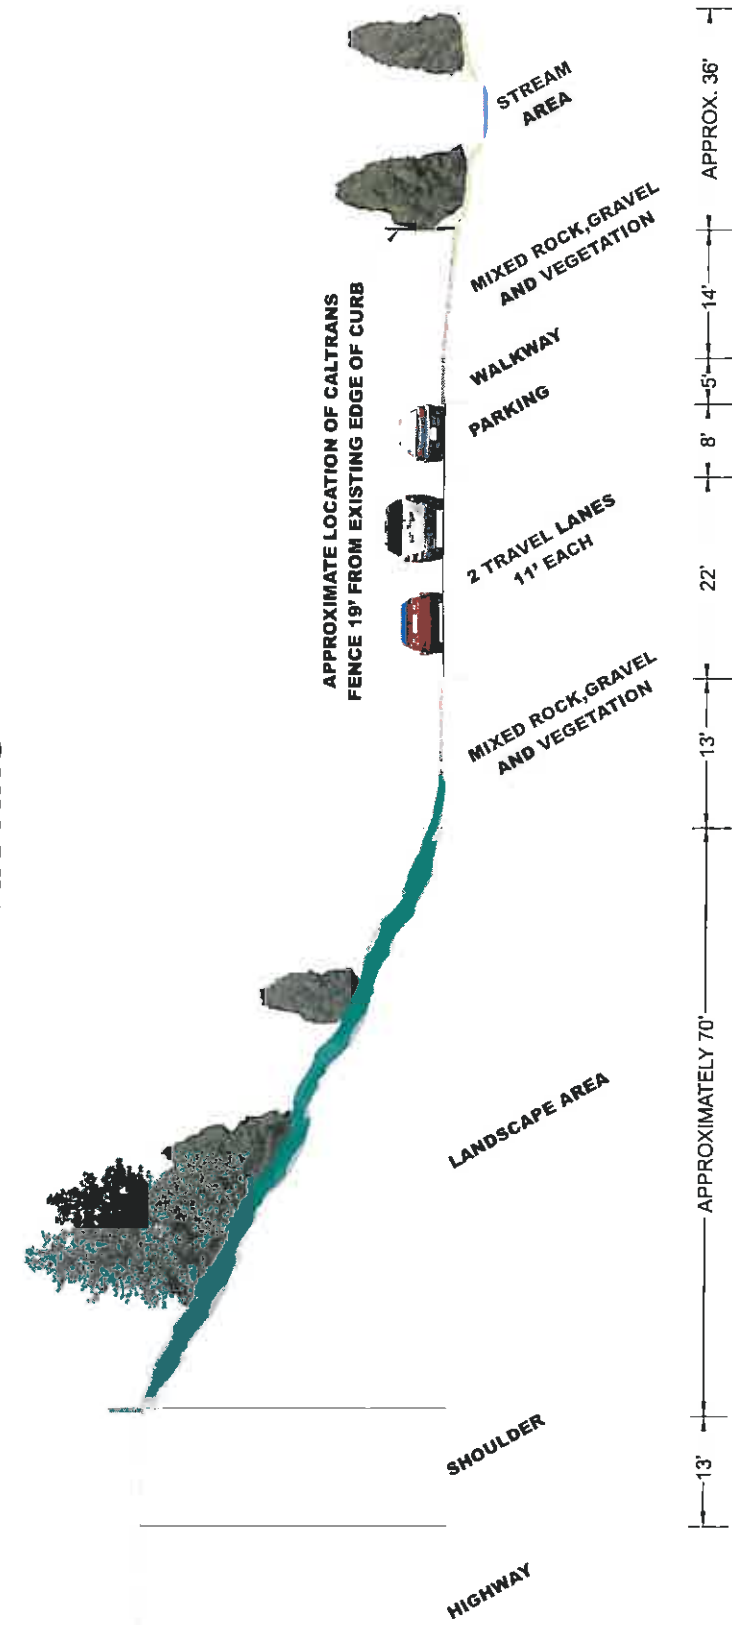 APPROXIMATE LOCATION OF CALTRANS
FENCE 19' FROM EXISTING EDGE OF CURB
HIGHWAY
SHOULDER
LANDSCAPE AREA
MIXED ROCK,GRAVEL
AND VEGETATION
2 TRAVEL LANES
11' EACH
PARKING
WALKWAY
MIXED ROCK,GRAVEL
AND VEGETATION
STREAM
AREA
13'
APPROXIMATELY 70'
13'
22'
8'
5'
14'
APPROX. 36'